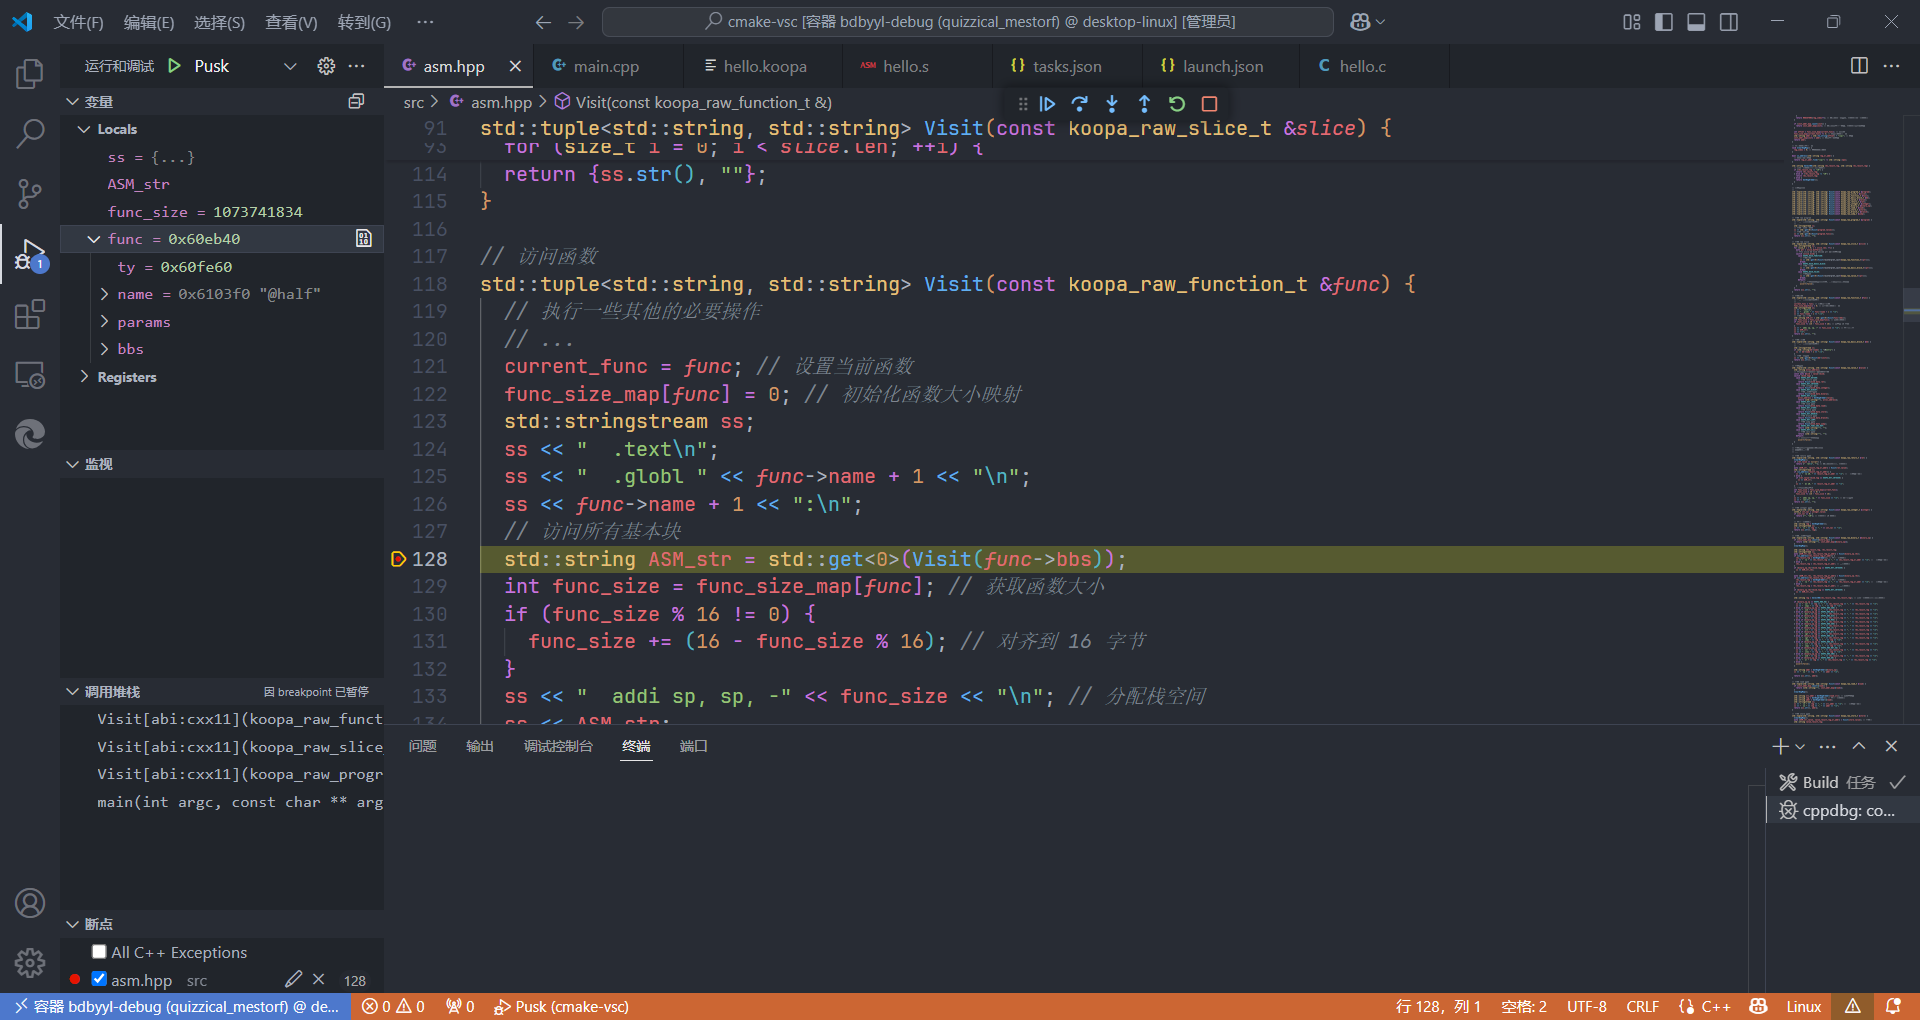 文件(F) 编辑(E) 选择(S) 查看(V) 转到(G) ··· cmake-vsc [容器 bdbyyl-debug (quizzical_mestorf) @ desktop-linux] [管理员]
运行和调试 Pusk ···
asm.hpp main.cpp hello.koopa ASM hello.s {} tasks.json {} launch.json C hello.c ···
变量
Locals
ss = {...}
ASM_str
func_size = 1073741834
func = 0x60eb40
ty = 0x60fe60
name = 0x6103f0 "@half"
params
bbs
Registers
监视
调用堆栈 因 breakpoint 已暂停
Visit[abi:cxx11](koopa_raw_funct
Visit[abi:cxx11](koopa_raw_slice_
Visit[abi:cxx11](koopa_raw_progr
main(int argc, const char ** arg
断点
All C++ Exceptions
asm.hpp src 128
src > asm.hpp > Visit(const koopa_raw_function_t &)
91 std::tuple<std::string, std::string> Visit(const koopa_raw_slice_t &slice) {
93 for (size_t i = 0; i < slice.len; ++i) {
114 return {ss.str(), ""};
115 }
116
117 // 访问函数
118 std::tuple<std::string, std::string> Visit(const koopa_raw_function_t &func) {
119 // 执行一些其他的必要操作
120 // ...
121 current_func = func; // 设置当前函数
122 func_size_map[func] = 0; // 初始化函数大小映射
123 std::stringstream ss;
124 ss << "  .text\n";
125 ss << "  .globl " << func->name + 1 << "\n";
126 ss << func->name + 1 << ":\n";
127 // 访问所有基本块
128 std::string ASM_str = std::get<0>(Visit(func->bbs));
129 int func_size = func_size_map[func]; // 获取函数大小
130 if (func_size % 16 != 0) {
131 func_size += (16 - func_size % 16); // 对齐到 16 字节
132 }
133 ss << "  addi sp, sp, -" << func_size << "\n"; // 分配栈空间
134 ss << ASM_str;
问题 输出 调试控制台 终端 端口
Build 任务
cppdbg: co...
容器 bdbyyl-debug (quizzical_mestorf) @ de... 0 0 0 Pusk (cmake-vsc) 行 128, 列 1 空格: 2 UTF-8 CRLF {} C++ Linux